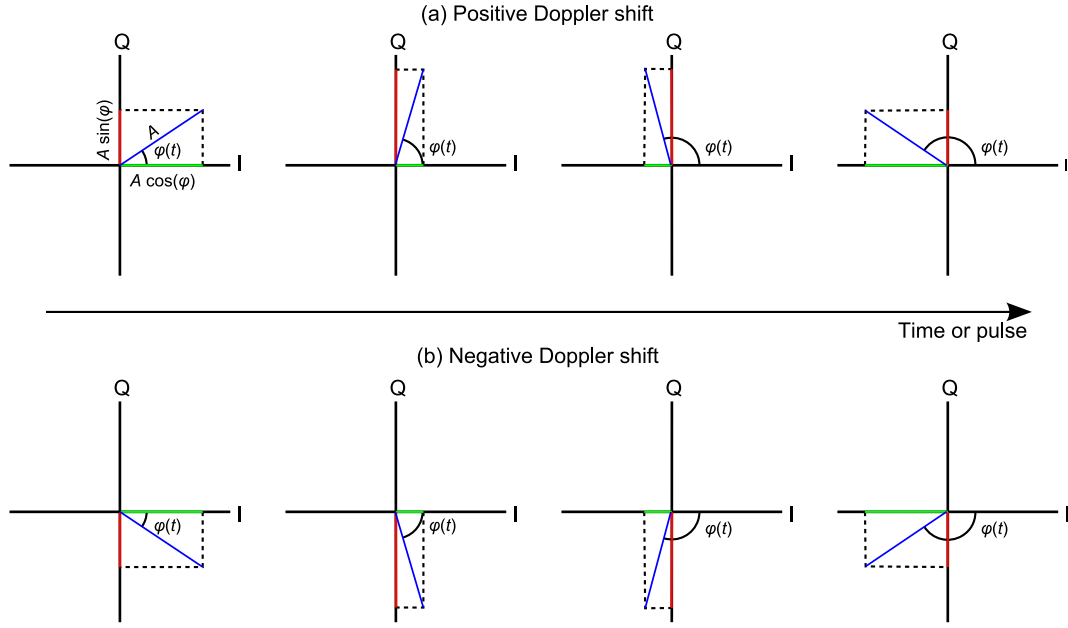 (a) Positive Doppler shift
Q Q Q Q
A sin(φ)
A
φ(t) φ(t) φ(t) φ(t)
I I I I
A cos(φ)
Time or pulse
(b) Negative Doppler shift
Q Q Q Q
I I I I
φ(t) φ(t) φ(t) φ(t)